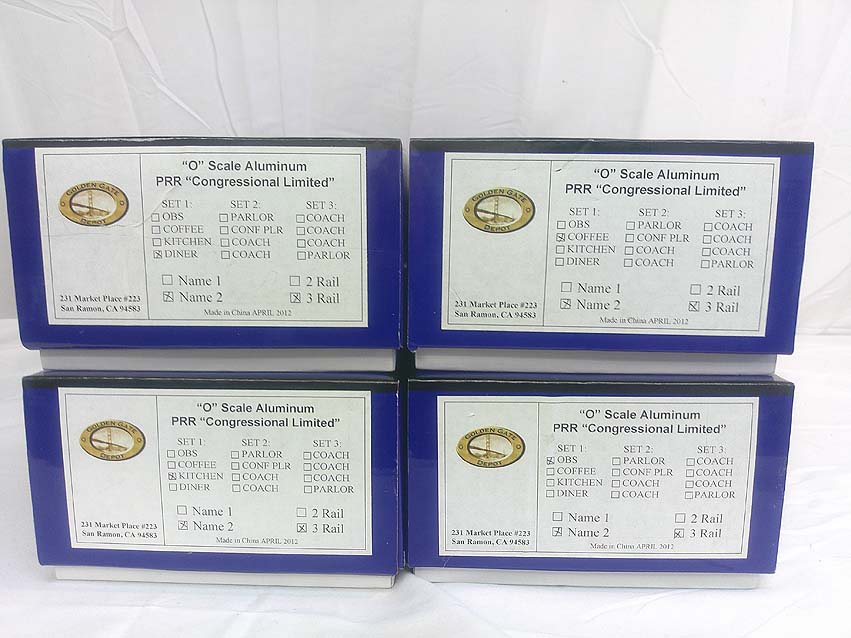 GOLDEN GATE
DEPOT
231 Market Place #223
San Ramon, CA 94583
"O" Scale Aluminum
PRR "Congressional Limited"
SET 1: SET 2: SET 3:
☐ OBS ☐ PARLOR ☐ COACH
☐ COFFEE ☐ CONF PLR ☐ COACH
☐ KITCHEN ☐ COACH ☐ COACH
☒ DINER ☐ COACH ☐ PARLOR
☐ Name 1 ☐ 2 Rail
☒ Name 2 ☒ 3 Rail
Made in China APRIL 2012
GOLDEN GATE
DEPOT
231 Market Place #223
San Ramon, CA 94583
"O" Scale Aluminum
PRR "Congressional Limited"
SET 1: SET 2: SET 3:
☐ OBS ☐ PARLOR ☐ COACH
☒ COFFEE ☐ CONF PLR ☐ COACH
☐ KITCHEN ☐ COACH ☐ COACH
☐ DINER ☐ COACH ☐ PARLOR
☐ Name 1 ☐ 2 Rail
☒ Name 2 ☒ 3 Rail
Made in China APRIL 2012
GOLDEN GATE
DEPOT
231 Market Place #223
San Ramon, CA 94583
"O" Scale Aluminum
PRR "Congressional Limited"
SET 1: SET 2: SET 3:
☐ OBS ☐ PARLOR ☐ COACH
☐ COFFEE ☐ CONF PLR ☐ COACH
☒ KITCHEN ☐ COACH ☐ COACH
☐ DINER ☐ COACH ☐ PARLOR
☐ Name 1 ☐ 2 Rail
☒ Name 2 ☒ 3 Rail
Made in China APRIL 2012
GOLDEN GATE
DEPOT
231 Market Place #223
San Ramon, CA 94583
"O" Scale Aluminum
PRR "Congressional Limited"
SET 1: SET 2: SET 3:
☒ OBS ☐ PARLOR ☐ COACH
☐ COFFEE ☐ CONF PLR ☐ COACH
☐ KITCHEN ☐ COACH ☐ COACH
☐ DINER ☐ COACH ☐ PARLOR
☐ Name 1 ☐ 2 Rail
☒ Name 2 ☒ 3 Rail
Made in China APRIL 2012